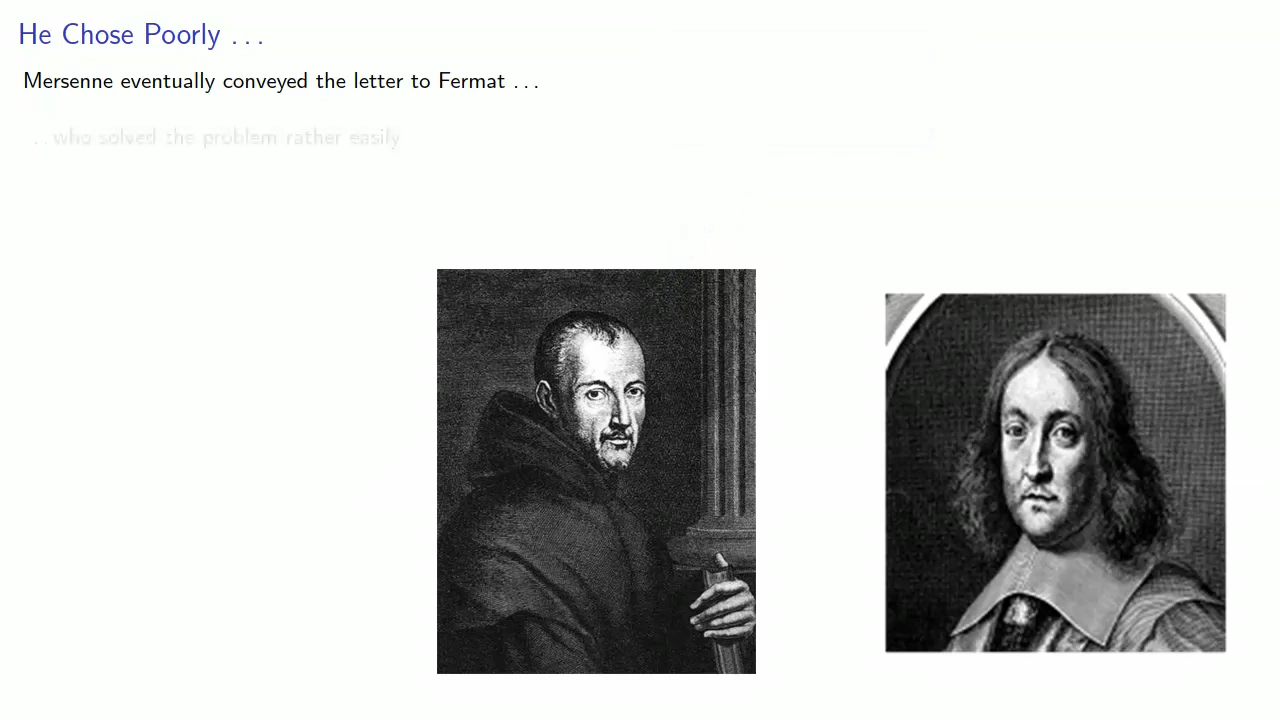 He Chose Poorly ...
Mersenne eventually conveyed the letter to Fermat ...
...who solved the problem rather easily